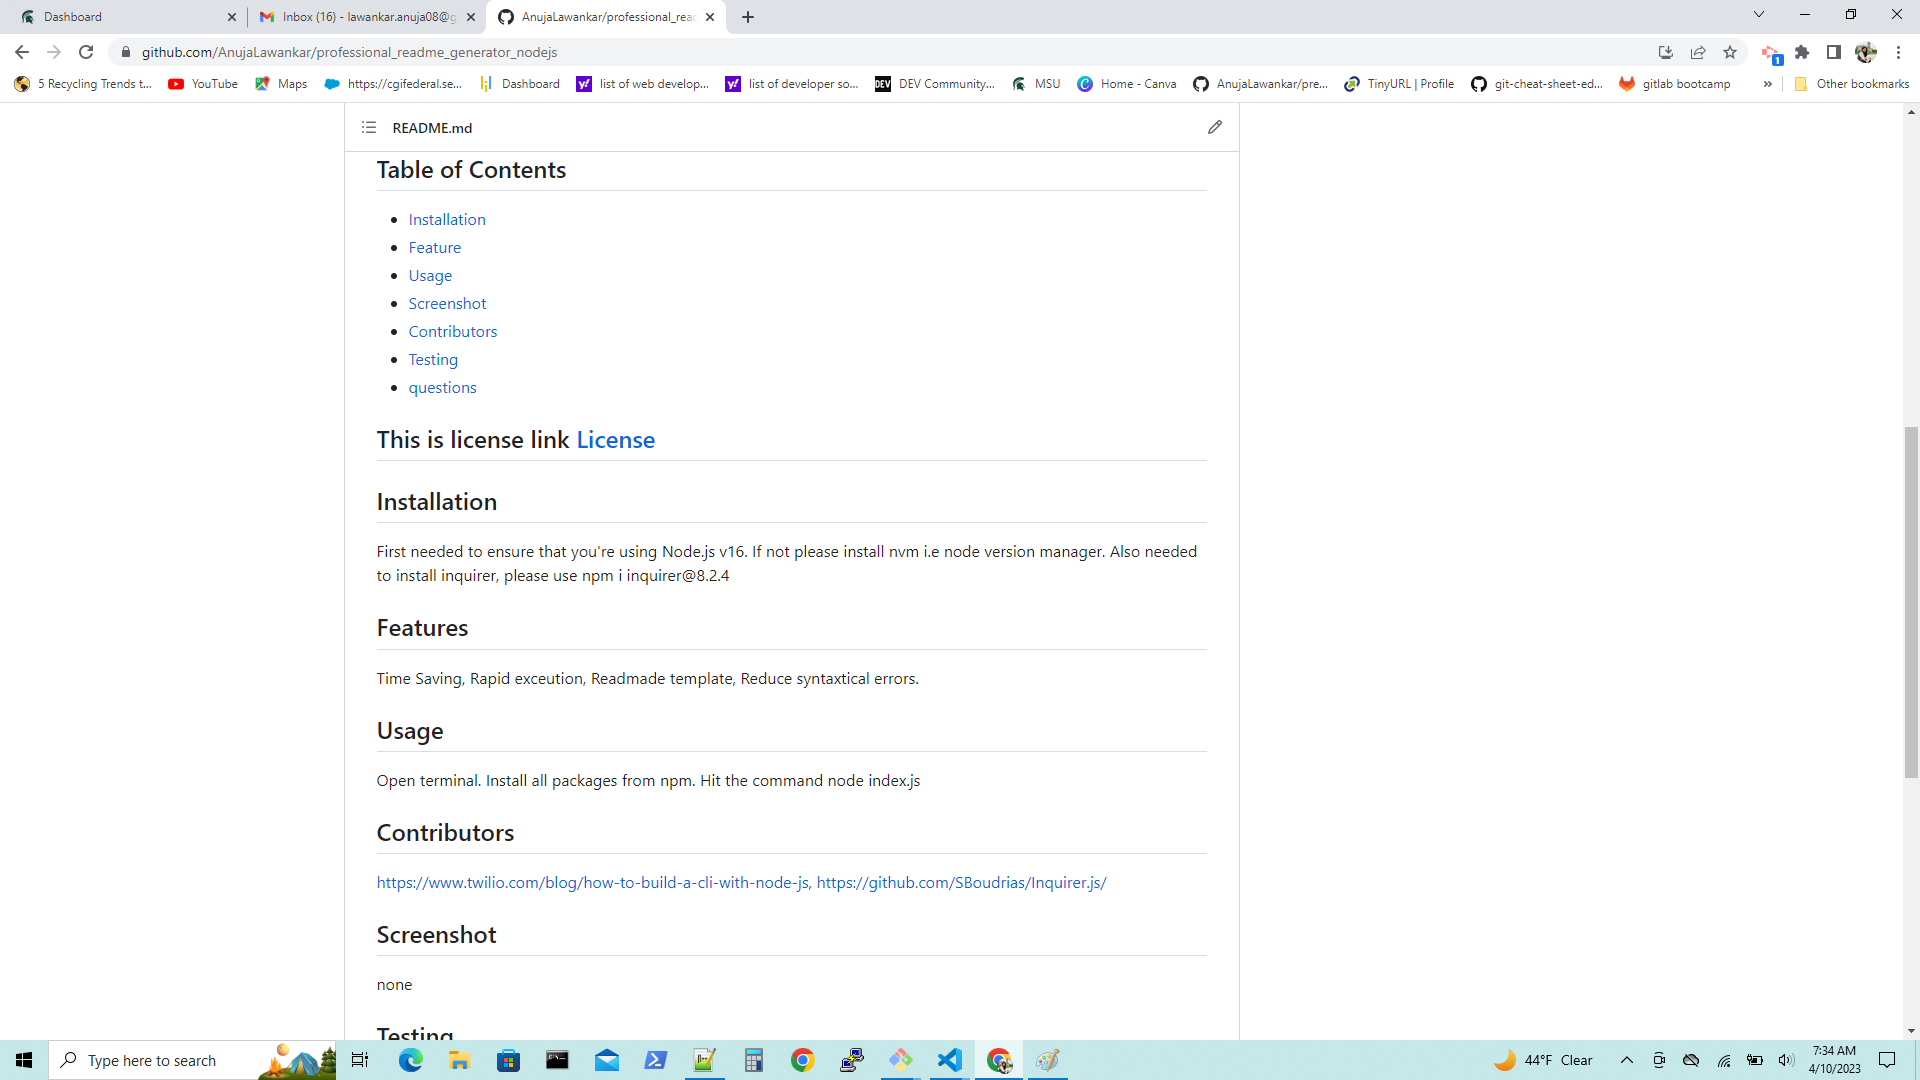 Dashboard
Inbox (16) - lawankar.anuja08@g
AnujaLawankar/professional_rea
github.com/AnujaLawankar/professional_readme_generator_nodejs
1
5 Recycling Trends t...
YouTube
Maps
https://cgifederal.se...
Dashboard
list of web develop...
list of developer so...
DEV Community...
MSU
Home - Canva
AnujaLawankar/pre...
TinyURL | Profile
git-cheat-sheet-ed...
gitlab bootcamp
»
Other bookmarks
README.md
Table of Contents
Installation
Feature
Usage
Screenshot
Contributors
Testing
questions
This is license link License
Installation
First needed to ensure that you're using Node.js v16. If not please install nvm i.e node version manager. Also needed
to install inquirer, please use npm i inquirer@8.2.4
Features
Time Saving, Rapid exceution, Readmade template, Reduce syntaxtical errors.
Usage
Open terminal. Install all packages from npm. Hit the command node index.js
Contributors
https://www.twilio.com/blog/how-to-build-a-cli-with-node-js, https://github.com/SBoudrias/Inquirer.js/
Screenshot
none
Testing
Type here to search
44°F Clear
7:34 AM
4/10/2023